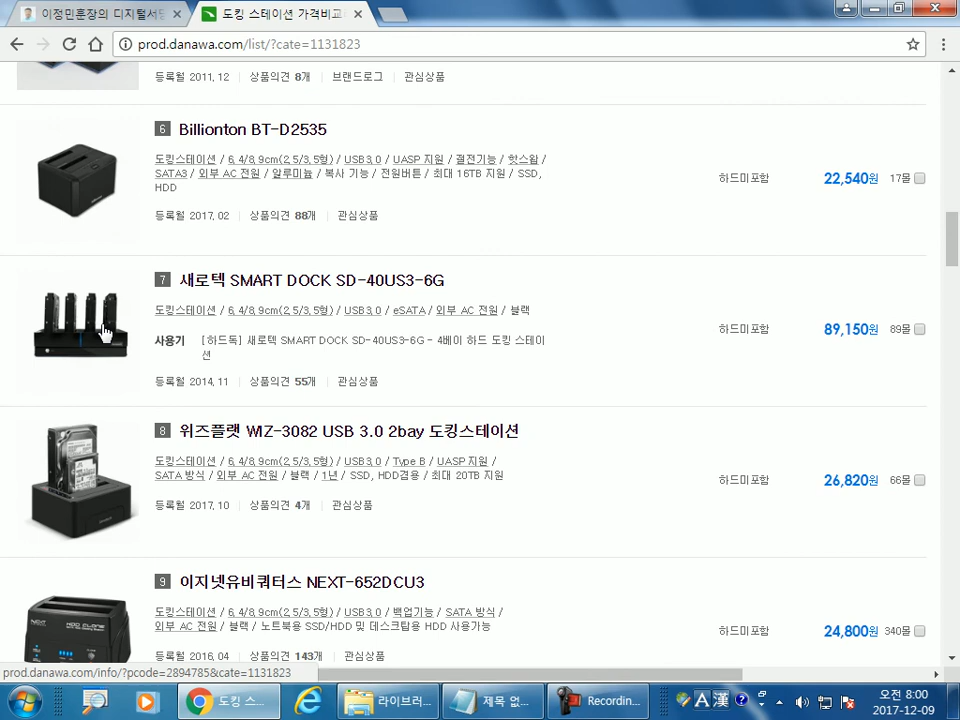 이정민훈장의 디지털서당
도킹 스테이션 가격비교
prod.danawa.com/list/?cate=1131823
등록월 2011.12 | 상품의견 8개 | 브랜드로그 | 관심상품
6 Billionton BT-D2535
도킹스테이션 / 6.4/8.9cm(2.5/3.5형) / USB3.0 / UASP 지원 / 절전기능 / 핫스왑 /
SATA3 / 외부 AC 전원 / 알루미늄 / 복사 기능 / 전원버튼 / 최대 16TB 지원 / SSD,
HDD
하드미포함 22,540원 17몰
등록월 2017.02 | 상품의견 88개 | 관심상품
7 새로텍 SMART DOCK SD-40US3-6G
도킹스테이션 / 6.4/8.9cm(2.5/3.5형) / USB3.0 / eSATA / 외부 AC 전원 / 블랙
하드미포함 89,150원 89몰
사용기 [하드독] 새로텍 SMART DOCK SD-40US3-6G - 4베이 하드 도킹 스테이
션
등록월 2014.11 | 상품의견 55개 | 관심상품
8 위즈플랫 WIZ-3082 USB 3.0 2bay 도킹스테이션
도킹스테이션 / 6.4/8.9cm(2.5/3.5형) / USB3.0 / Type B / UASP 지원 /
SATA 방식 / 외부 AC 전원 / 블랙 / 1년 / SSD, HDD겸용 / 최대 20TB 지원
하드미포함 26,820원 66몰
등록월 2017.10 | 상품의견 4개 | 관심상품
9 이지넷유비쿼터스 NEXT-652DCU3
도킹스테이션 / 6.4/8.9cm(2.5/3.5형) / USB3.0 / 백업기능 / SATA 방식 /
외부 AC 전원 / 블랙 / 노트북용 SSD/HDD 및 데스크탑용 HDD 사용가능
하드미포함 24,800원 340몰
등록월 2016.04 | 상품의견 143개 | 관심상품
NEXT HDD CLONE
prod.danawa.com/info/?pcode=2894785&cate=1131823
도킹 스...
라이브러...
제목 없...
Recordin...
A 漢
오전 8:00
2017-12-09